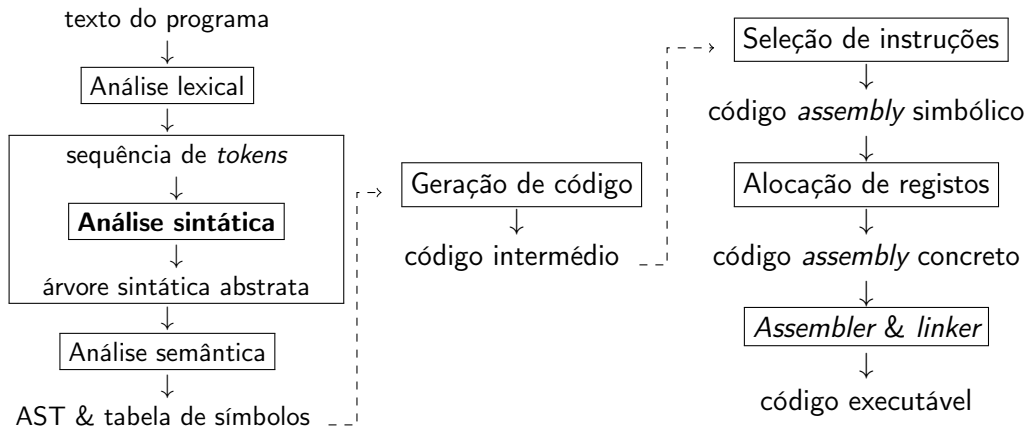 texto do programa
Análise lexical
sequência de tokens
Análise sintática
árvore sintática abstrata
Análise semântica
AST & tabela de símbolos
Geração de código
código intermédio
Seleção de instruções
código assembly simbólico
Alocação de registos
código assembly concreto
Assembler & linker
código executável